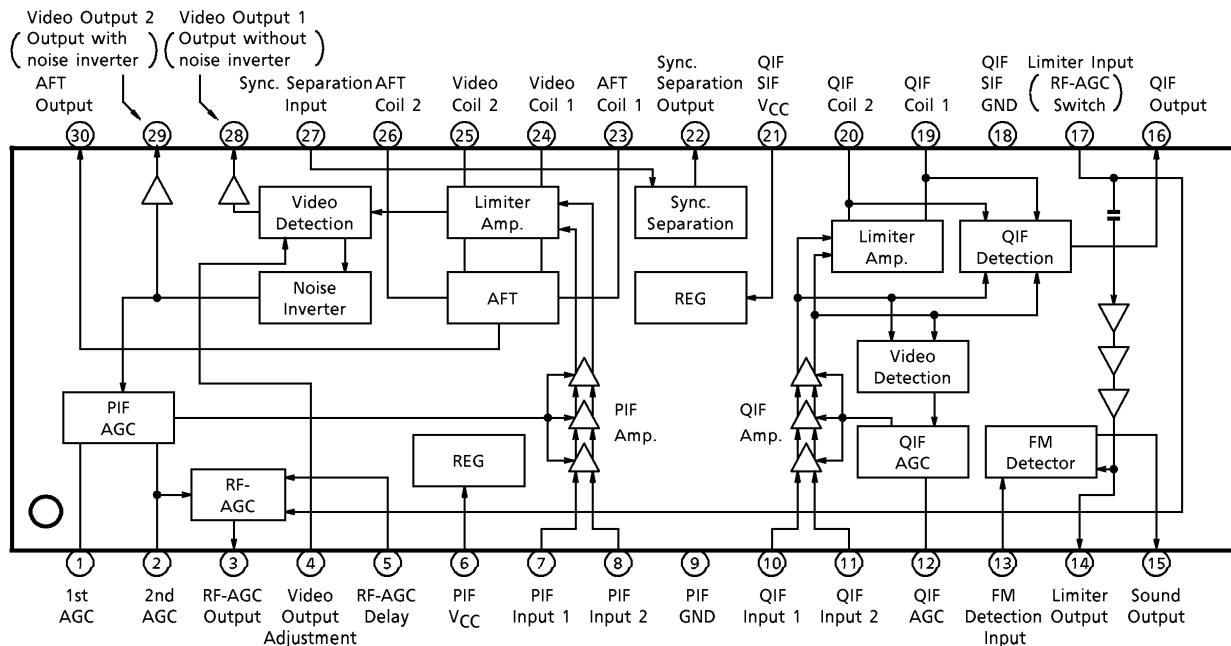 Video Output 2
(Output with
noise inverter)
Video Output 1
(Output without
noise inverter)
AFT
Output
Sync. Separation
Input
AFT
Coil 2
Video
Coil 2
Video
Coil 1
AFT
Coil 1
Sync.
Separation
Output
QIF
SIF
VCC
QIF
Coil 2
QIF
Coil 1
QIF
SIF
GND
Limiter Input
(RF-AGC
Switch)
QIF
Output
30
29
28
27
26
25
24
23
22
21
20
19
18
17
16
Video
Detection
Limiter
Amp.
Sync.
Separation
Limiter
Amp.
QIF
Detection
Noise
Inverter
AFT
REG
Video
Detection
PIF
AGC
PIF
Amp.
QIF
Amp.
REG
QIF
AGC
FM
Detector
RF-
AGC
1
2
3
4
5
6
7
8
9
10
11
12
13
14
15
1st
AGC
2nd
AGC
RF-AGC
Output
Video
Output
Adjustment
RF-AGC
Delay
PIF
VCC
PIF
Input 1
PIF
Input 2
PIF
GND
QIF
Input 1
QIF
Input 2
QIF
AGC
FM
Detection
Input
Limiter
Output
Sound
Output